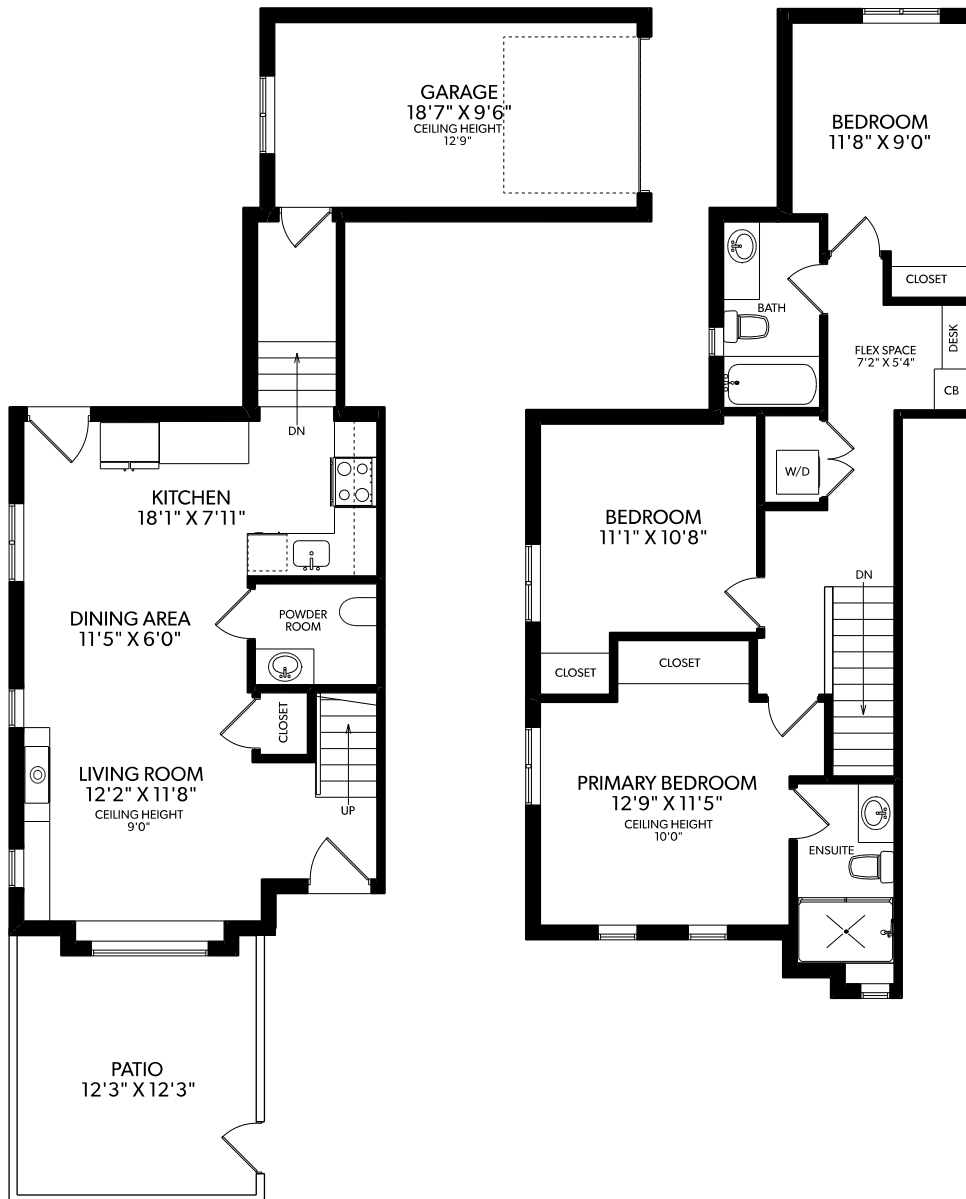 GARAGE
18'7" X 9'6"
CEILING HEIGHT
12'9"
DN
KITCHEN
18'1" X 7'11"
DINING AREA
11'5" X 6'0"
POWDER
ROOM
CLOSET
LIVING ROOM
12'2" X 11'8"
CEILING HEIGHT
9'0"
UP
PATIO
12'3" X 12'3"
BEDROOM
11'8" X 9'0"
CLOSET
BATH
FLEX SPACE
7'2" X 5'4"
DESK
CB
W/D
BEDROOM
11'1" X 10'8"
DN
CLOSET
CLOSET
PRIMARY BEDROOM
12'9" X 11'5"
CEILING HEIGHT
10'0"
ENSUITE